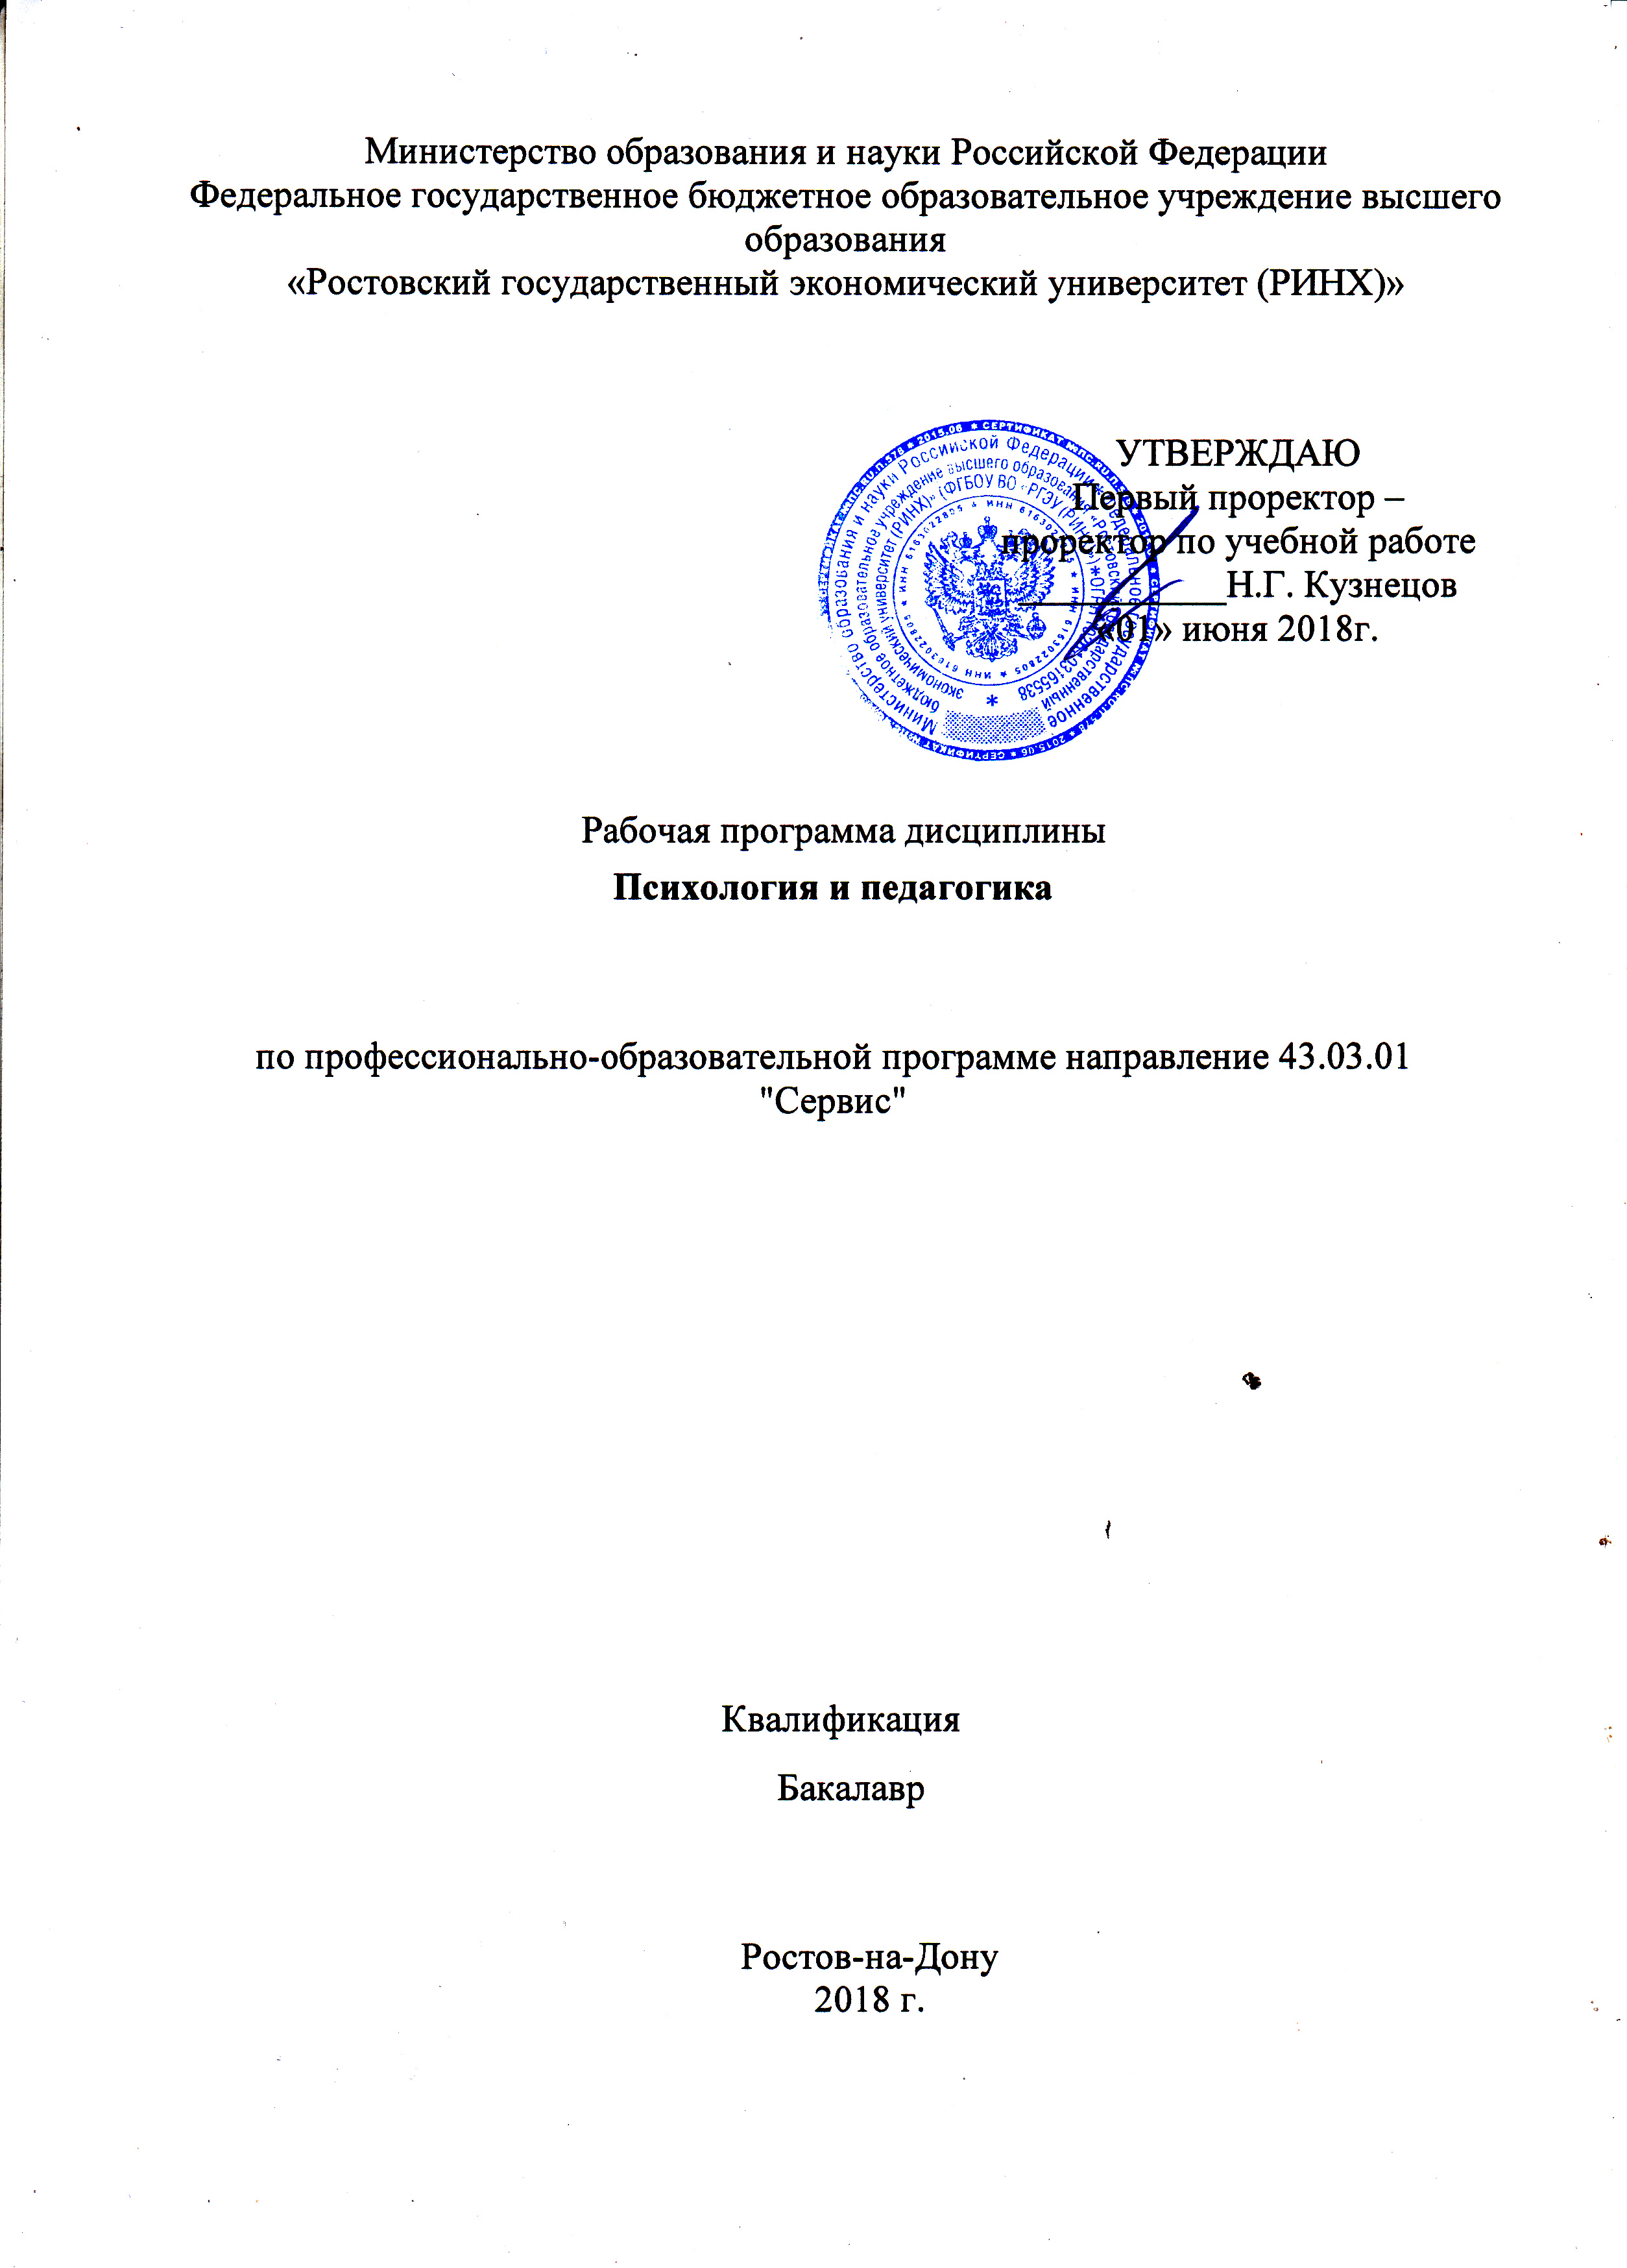 Министерство образования и науки Российской Федерации
Федеральное государственное бюджетное образовательное учреждение высшего
образования
«Ростовский государственный экономический университет (РИНХ)»
УТВЕРЖДАЮ
Первый проректор –
проректор по учебной работе
Н.Г. Кузнецов
«01» июня 2018г.
Рабочая программа дисциплины
Психология и педагогика
по профессионально-образовательной программе направление 43.03.01
"Сервис"
Квалификация
Бакалавр
Ростов-на-Дону
2018 г.